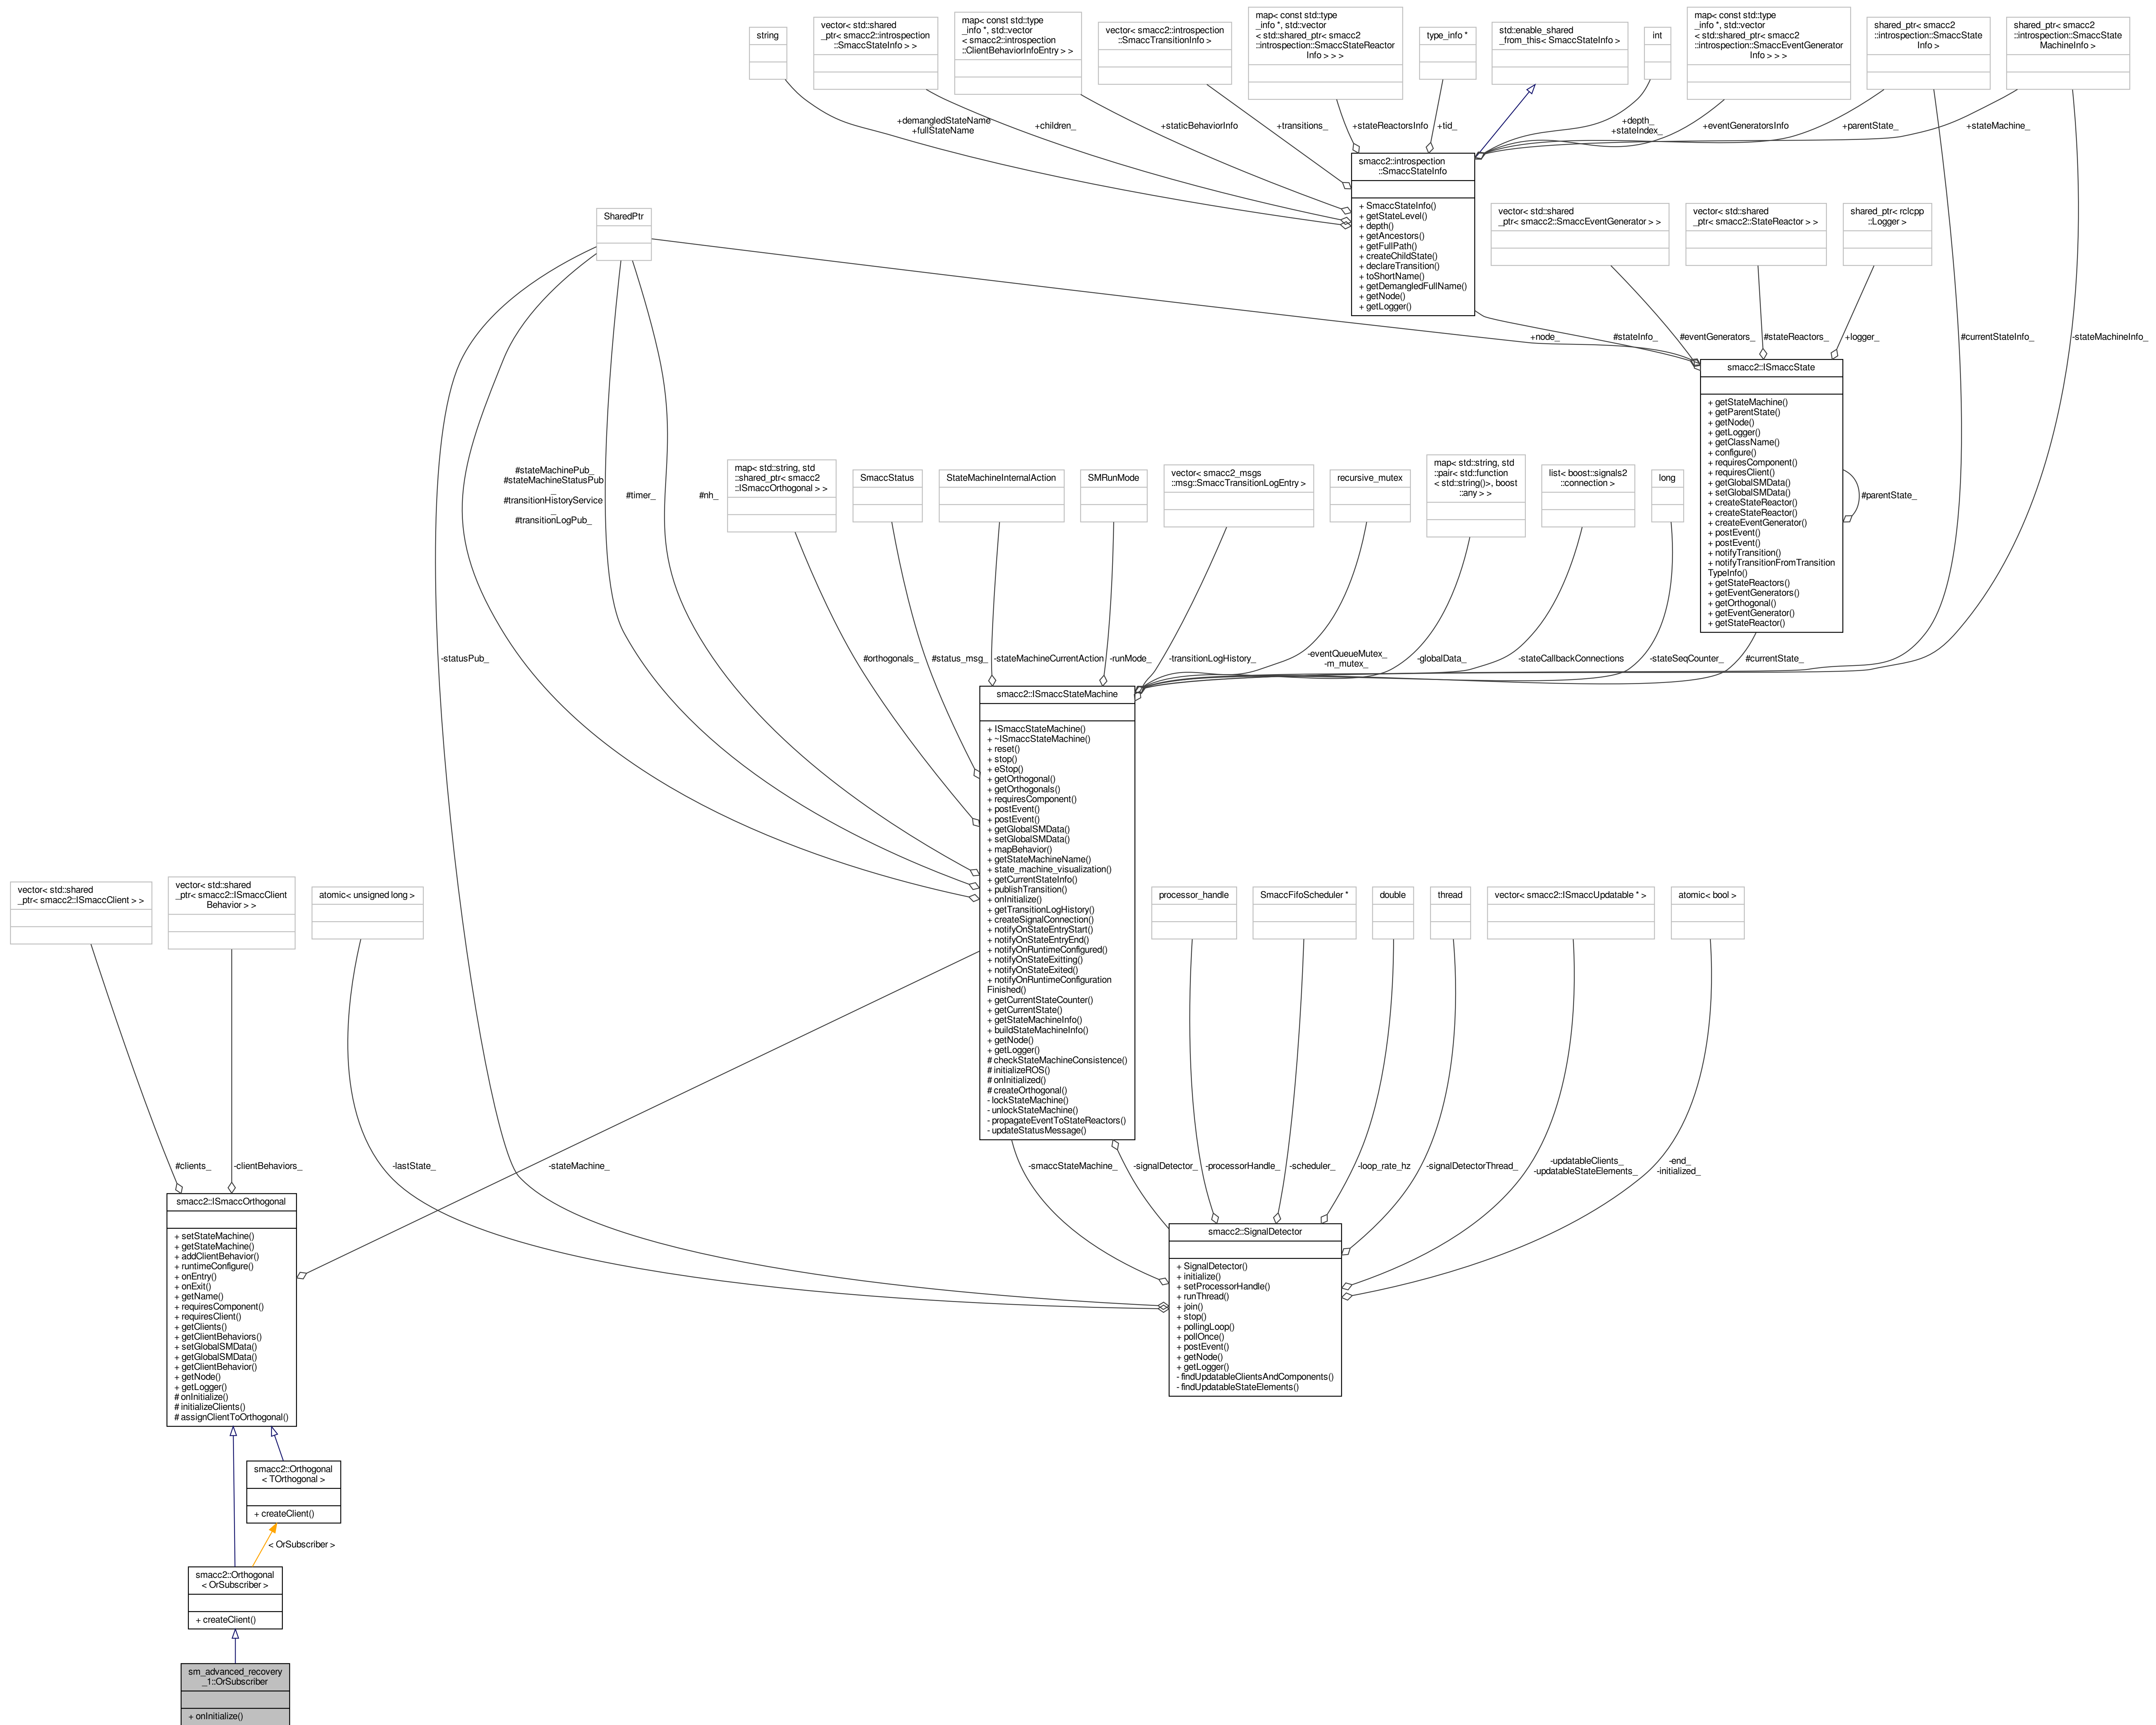 string
vector< std::shared
_ptr< smacc2::introspection
::SmaccStateInfo > >
map< const std::type
_info *, std::vector
< smacc2::introspection
::ClientBehaviorInfoEntry > >
vector< smacc2::introspection
::SmaccTransitionInfo >
map< const std::type
_info *, std::vector
< std::shared_ptr< smacc2
::introspection::SmaccStateReactor
Info > > >
type_info *
std::enable_shared
_from_this< SmaccStateInfo >
int
map< const std::type
_info *, std::vector
< std::shared_ptr< smacc2
::introspection::SmaccEventGenerator
Info > > >
shared_ptr< smacc2
::introspection::SmaccState
Info >
shared_ptr< smacc2
::introspection::SmaccState
MachineInfo >
+demangledStateName
+fullStateName
+children_
+staticBehaviorInfo
+transitions_
+stateReactorsInfo
+tid_
+depth_
+stateIndex_
+eventGeneratorsInfo
+parentState_
+stateMachine_
smacc2::introspection
::SmaccStateInfo
+ SmaccStateInfo()
+ getStateLevel()
+ depth()
+ getAncestors()
+ getFullPath()
+ createChildState()
+ declareTransition()
+ toShortName()
+ getDemangledFullName()
+ getNode()
+ getLogger()
SharedPtr
vector< std::shared
_ptr< smacc2::SmaccEventGenerator > >
vector< std::shared
_ptr< smacc2::StateReactor > >
shared_ptr< rclcpp
::Logger >
+node_
#stateInfo_
#eventGenerators_
#stateReactors_
+logger_
#currentStateInfo_
-stateMachineInfo_
smacc2::ISmaccState
+ getStateMachine()
+ getParentState()
+ getNode()
+ getLogger()
+ getClassName()
+ configure()
+ requiresComponent()
+ requiresClient()
+ getGlobalSMData()
+ setGlobalSMData()
+ createStateReactor()
+ createStateReactor()
+ createEventGenerator()
+ postEvent()
+ postEvent()
+ notifyTransition()
+ notifyTransitionFromTransition
TypeInfo()
+ getStateReactors()
+ getEventGenerators()
+ getOrthogonal()
+ getEventGenerator()
+ getStateReactor()
#parentState_
#stateMachinePub_
#stateMachineStatusPub
_
#transitionHistoryService
_
#transitionLogPub_
#timer_
#nh_
map< std::string, std
::shared_ptr< smacc2
::ISmaccOrthogonal > >
SmaccStatus
StateMachineInternalAction
SMRunMode
vector< smacc2_msgs
::msg::SmaccTransitionLogEntry >
recursive_mutex
map< std::string, std
::pair< std::function
< std::string()>, boost
::any > >
list< boost::signals2
::connection >
long
-statusPub_
#orthogonals_
#status_msg_
-stateMachineCurrentAction
-runMode_
-transitionLogHistory_
-eventQueueMutex_
-m_mutex_
-globalData_
-stateCallbackConnections
-stateSeqCounter_
#currentState_
smacc2::ISmaccStateMachine
+ ISmaccStateMachine()
+ ~ISmaccStateMachine()
+ reset()
+ stop()
+ eStop()
+ getOrthogonal()
+ getOrthogonals()
+ requiresComponent()
+ postEvent()
+ postEvent()
+ getGlobalSMData()
+ setGlobalSMData()
+ mapBehavior()
+ getStateMachineName()
+ state_machine_visualization()
+ getCurrentStateInfo()
+ publishTransition()
+ onInitialize()
+ getTransitionLogHistory()
+ createSignalConnection()
+ notifyOnStateEntryStart()
+ notifyOnStateEntryEnd()
+ notifyOnRuntimeConfigured()
+ notifyOnStateExitting()
+ notifyOnStateExited()
+ notifyOnRuntimeConfiguration
Finished()
+ getCurrentStateCounter()
+ getCurrentState()
+ getStateMachineInfo()
+ buildStateMachineInfo()
+ getNode()
+ getLogger()
# checkStateMachineConsistence()
# initializeROS()
# onInitialized()
# createOrthogonal()
- lockStateMachine()
- unlockStateMachine()
- propagateEventToStateReactors()
- updateStatusMessage()
vector< std::shared
_ptr< smacc2::ISmaccClient > >
vector< std::shared
_ptr< smacc2::ISmaccClient
Behavior > >
atomic< unsigned long >
processor_handle
SmaccFifoScheduler *
double
thread
vector< smacc2::ISmaccUpdatable * >
atomic< bool >
#clients_
-clientBehaviors_
-lastState_
-stateMachine_
-smaccStateMachine_
-signalDetector_
-processorHandle_
-scheduler_
-loop_rate_hz
-signalDetectorThread_
-updatableClients_
-updatableStateElements_
-end_
-initialized_
smacc2::ISmaccOrthogonal
+ setStateMachine()
+ getStateMachine()
+ addClientBehavior()
+ runtimeConfigure()
+ onEntry()
+ onExit()
+ getName()
+ requiresComponent()
+ requiresClient()
+ getClients()
+ getClientBehaviors()
+ setGlobalSMData()
+ getGlobalSMData()
+ getClientBehavior()
+ getNode()
+ getLogger()
# onInitialize()
# initializeClients()
# assignClientToOrthogonal()
smacc2::SignalDetector
+ SignalDetector()
+ initialize()
+ setProcessorHandle()
+ runThread()
+ join()
+ stop()
+ pollingLoop()
+ pollOnce()
+ postEvent()
+ getNode()
+ getLogger()
- findUpdatableClientsAndComponents()
- findUpdatableStateElements()
smacc2::Orthogonal
< TOrthogonal >
+ createClient()
< OrSubscriber >
smacc2::Orthogonal
< OrSubscriber >
+ createClient()
sm_advanced_recovery
_1::OrSubscriber
+ onInitialize()